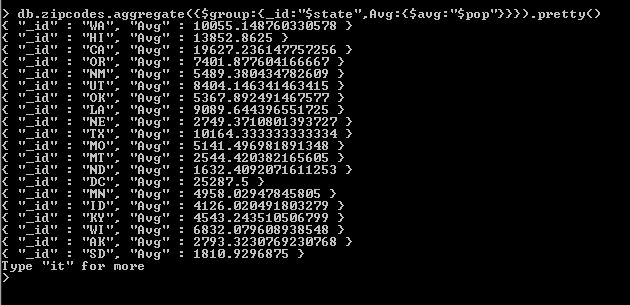 > db.zipcodes.aggregate({$group:{_id:"$state",Avg:{$avg:"$pop"}}}).pretty()
{ "_id" : "WA", "Avg" : 10055.148760330578 }
{ "_id" : "HI", "Avg" : 13852.8625 }
{ "_id" : "CA", "Avg" : 19627.236147757256 }
{ "_id" : "OR", "Avg" : 7401.877604166667 }
{ "_id" : "NM", "Avg" : 5489.380434782609 }
{ "_id" : "UT", "Avg" : 8404.146341463415 }
{ "_id" : "OK", "Avg" : 5367.892491467577 }
{ "_id" : "LA", "Avg" : 9089.644396551725 }
{ "_id" : "NE", "Avg" : 2749.3710801393727 }
{ "_id" : "TX", "Avg" : 10164.333333333334 }
{ "_id" : "MO", "Avg" : 5141.496981891348 }
{ "_id" : "MT", "Avg" : 2544.420382165605 }
{ "_id" : "ND", "Avg" : 1632.4092071611253 }
{ "_id" : "DC", "Avg" : 25287.5 }
{ "_id" : "MN", "Avg" : 4958.02947845805 }
{ "_id" : "ID", "Avg" : 4126.020491803279 }
{ "_id" : "KY", "Avg" : 4543.243510506799 }
{ "_id" : "WI", "Avg" : 6832.079608938548 }
{ "_id" : "AK", "Avg" : 2793.3230769230768 }
{ "_id" : "SD", "Avg" : 1810.9296875 }
Type "it" for more
>